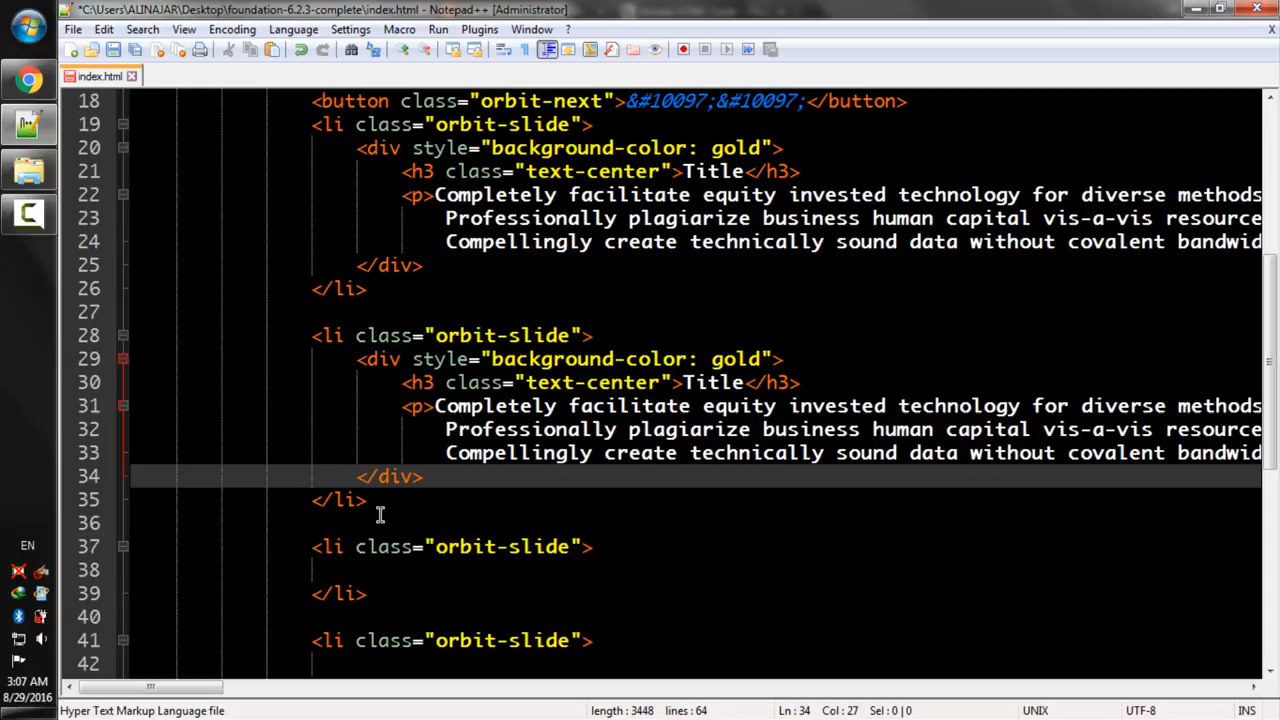 *C:\Users\ALINAJAR\Desktop\foundation-6.2.3-complete\index.html - Notepad++ [Administrator]
File Edit Search View Encoding Language Settings Macro Run Plugins Window ?
index.html
18 <button class="orbit-next">&#10097;&#10097;</button>
19 <li class="orbit-slide">
20 <div style="background-color: gold">
21 <h3 class="text-center">Title</h3>
22 <p>Completely facilitate equity invested technology for diverse methods
23 Professionally plagiarize business human capital vis-a-vis resource
24 Compellingly create technically sound data without covalent bandwid
25 </div>
26 </li>
27
28 <li class="orbit-slide">
29 <div style="background-color: gold">
30 <h3 class="text-center">Title</h3>
31 <p>Completely facilitate equity invested technology for diverse methods
32 Professionally plagiarize business human capital vis-a-vis resource
33 Compellingly create technically sound data without covalent bandwid
34 </div>
35 </li>
36
37 <li class="orbit-slide">
38
39 </li>
40
41 <li class="orbit-slide">
42
EN
3:07 AM
8/29/2016
Hyper Text Markup Language file length : 3448 lines : 64 Ln : 34 Col : 27 Sel : 0 | 0 UNIX UTF-8 INS